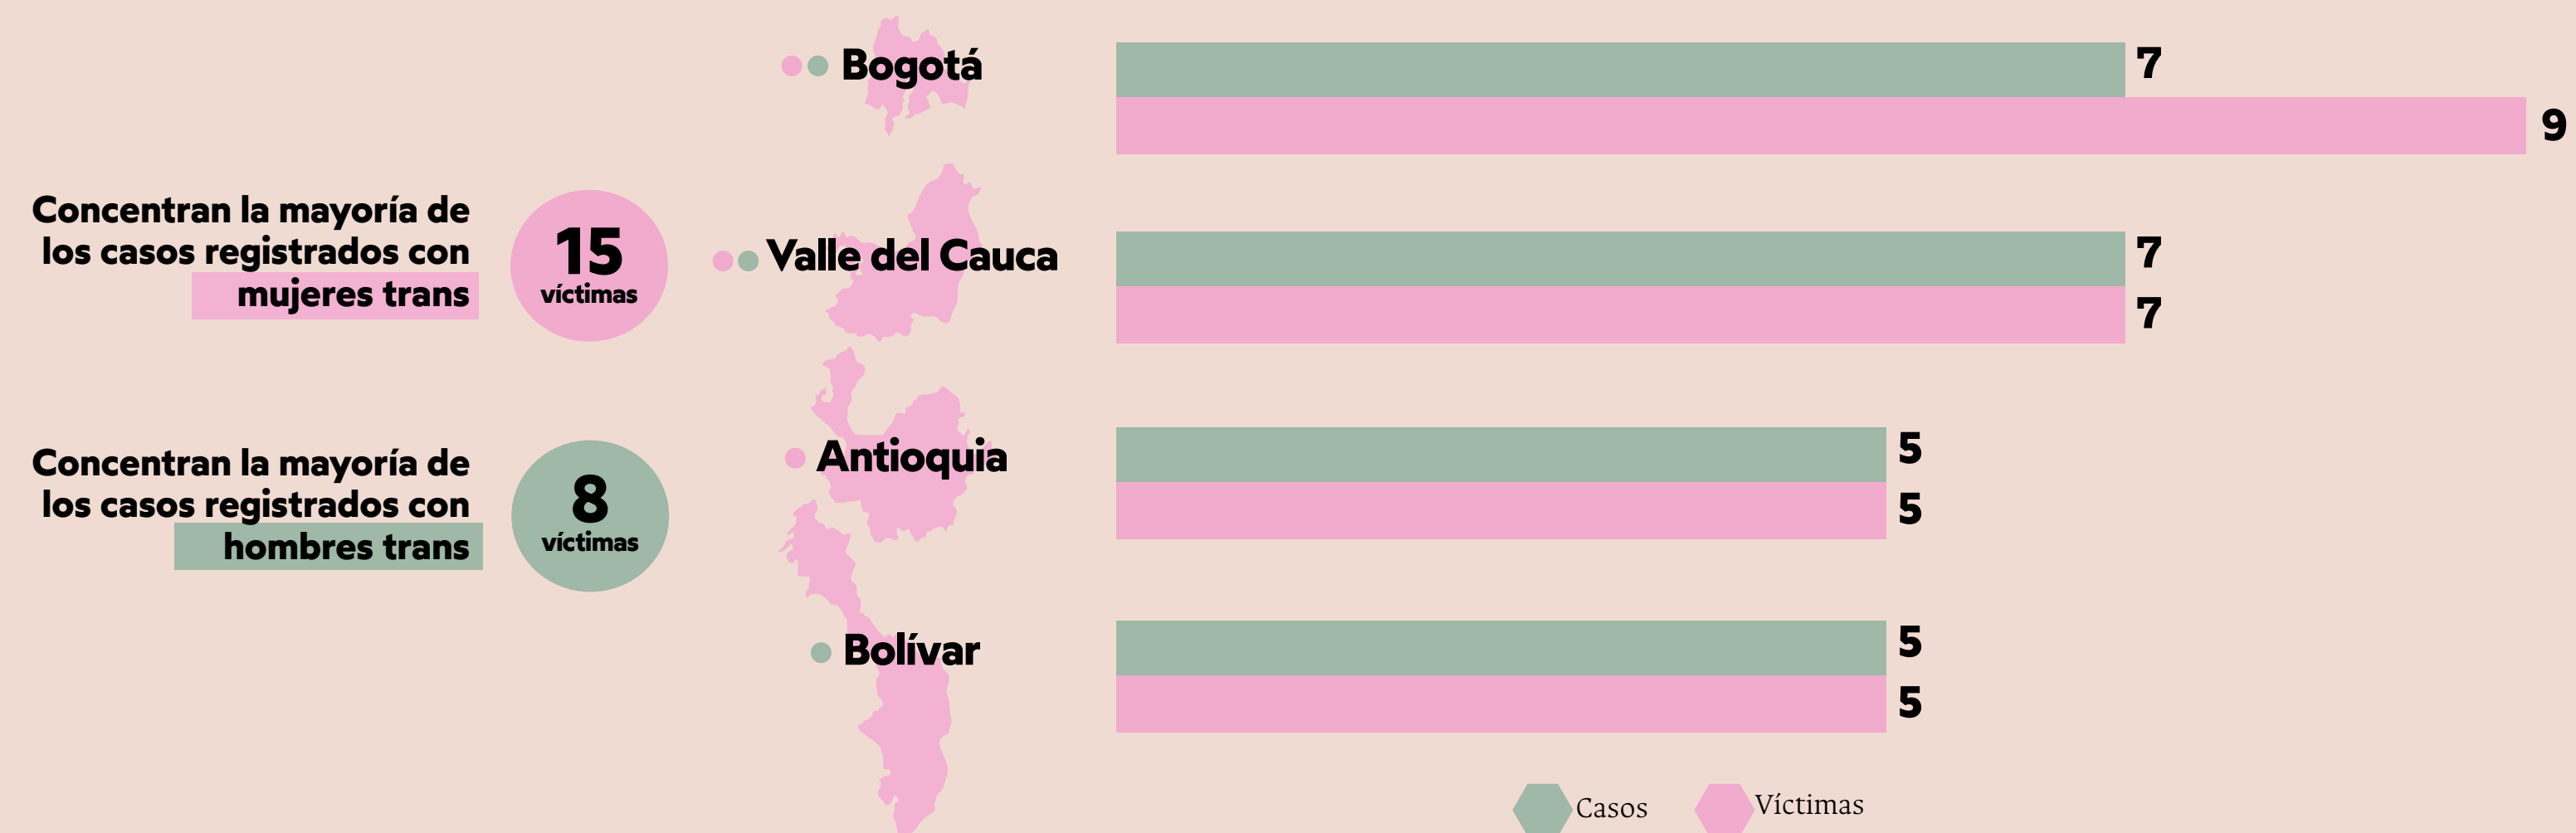 Concentran la mayoría de
los casos registrados con
mujeres trans
15
víctimas
Concentran la mayoría de
los casos registrados con
hombres trans
8
víctimas
Bogotá
7
9
Valle del Cauca
7
7
Antioquia
5
5
Bolívar
5
5
Casos
Víctimas